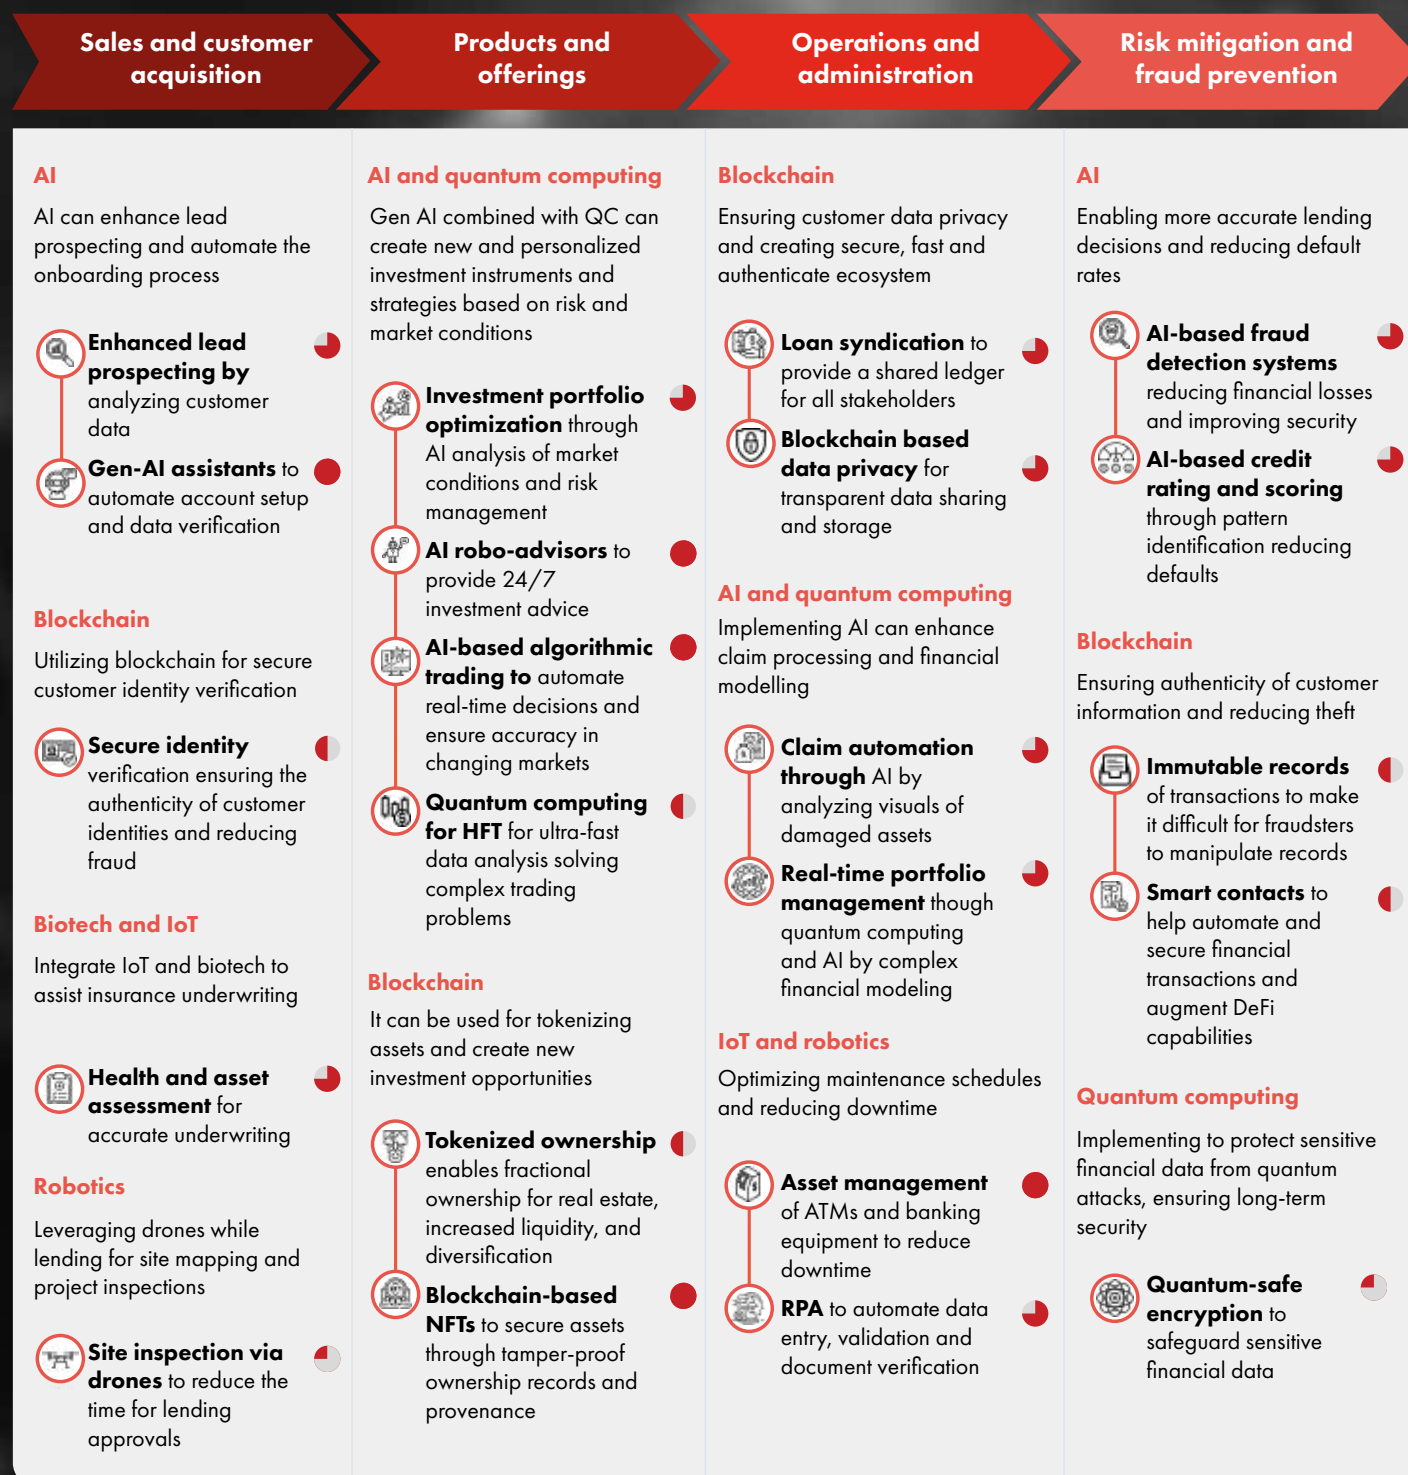 Sales and customer
acquisition
Products and
offerings
Operations and
administration
Risk mitigation and
fraud prevention
AI
AI can enhance lead
prospecting and automate the
onboarding process
Enhanced lead
prospecting by
analyzing customer
data
Gen-AI assistants to
automate account setup
and data verification
Blockchain
Utilizing blockchain for secure
customer identity verification
Secure identity
verification ensuring the
authenticity of customer
identities and reducing
fraud
Biotech and IoT
Integrate IoT and biotech to
assist insurance underwriting
Health and asset
assessment for
accurate underwriting
Robotics
Leveraging drones while
lending for site mapping and
project inspections
Site inspection via
drones to reduce the
time for lending
approvals
AI and quantum computing
Gen AI combined with QC can
create new and personalized
investment instruments and
strategies based on risk and
market conditions
Investment portfolio
optimization through
AI analysis of market
conditions and risk
management
AI robo-advisors to
provide 24/7
investment advice
AI-based algorithmic
trading to automate
real-time decisions and
ensure accuracy in
changing markets
Quantum computing
for HFT for ultra-fast
data analysis solving
complex trading
problems
Blockchain
It can be used for tokenizing
assets and create new
investment opportunities
Tokenized ownership
enables fractional
ownership for real estate,
increased liquidity, and
diversification
Blockchain-based
NFTs to secure assets
through tamper-proof
ownership records and
provenance
Blockchain
Ensuring customer data privacy
and creating secure, fast and
authenticate ecosystem
Loan syndication to
provide a shared ledger
for all stakeholders
Blockchain based
data privacy for
transparent data sharing
and storage
AI and quantum computing
Implementing AI can enhance
claim processing and financial
modelling
Claim automation
through AI by
analyzing visuals of
damaged assets
Real-time portfolio
management though
quantum computing
and AI by complex
financial modeling
IoT and robotics
Optimizing maintenance schedules
and reducing downtime
Asset management
of ATMs and banking
equipment to reduce
downtime
RPA to automate data
entry, validation and
document verification
AI
Enabling more accurate lending
decisions and reducing default
rates
AI-based fraud
detection systems
reducing financial losses
and improving security
AI-based credit
rating and scoring
through pattern
identification reducing
defaults
Blockchain
Ensuring authenticity of customer
information and reducing theft
Immutable records
of transactions to make
it difficult for fraudsters
to manipulate records
Smart contacts to
help automate and
secure financial
transactions and
augment DeFi
capabilities
Quantum computing
Implementing to protect sensitive
financial data from quantum
attacks, ensuring long-term
security
Quantum-safe
encryption to
safeguard sensitive
financial data